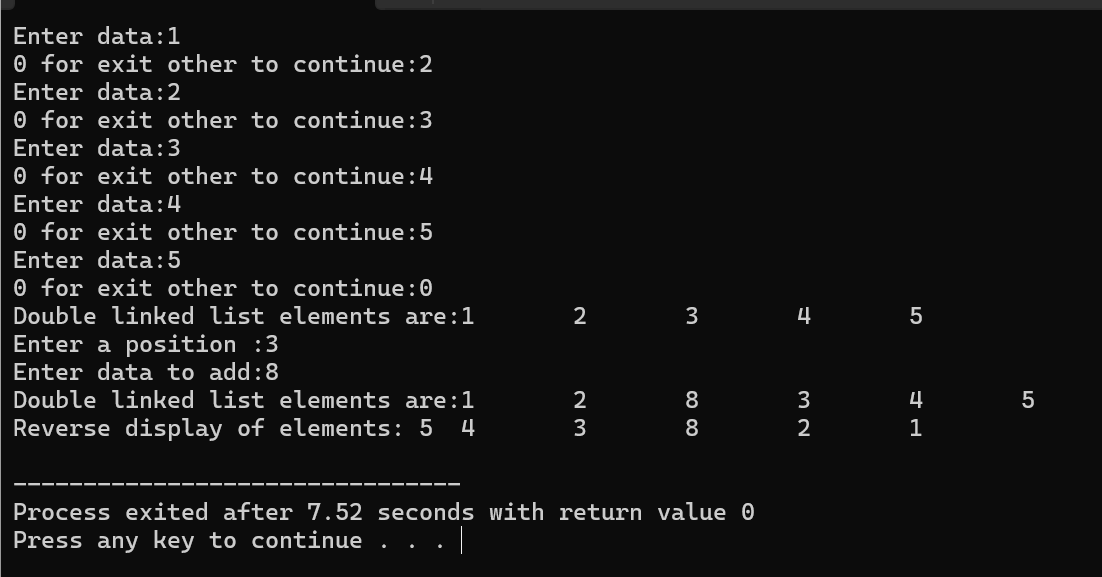 Enter data:1
0 for exit other to continue:2
Enter data:2
0 for exit other to continue:3
Enter data:3
0 for exit other to continue:4
Enter data:4
0 for exit other to continue:5
Enter data:5
0 for exit other to continue:0
Double linked list elements are:1       2       3       4       5
Enter a position :3
Enter data to add:8
Double linked list elements are:1       2       8       3       4       5
Reverse display of elements: 5  4       3       8       2       1
--------------------------------
Process exited after 7.52 seconds with return value 0
Press any key to continue . . .